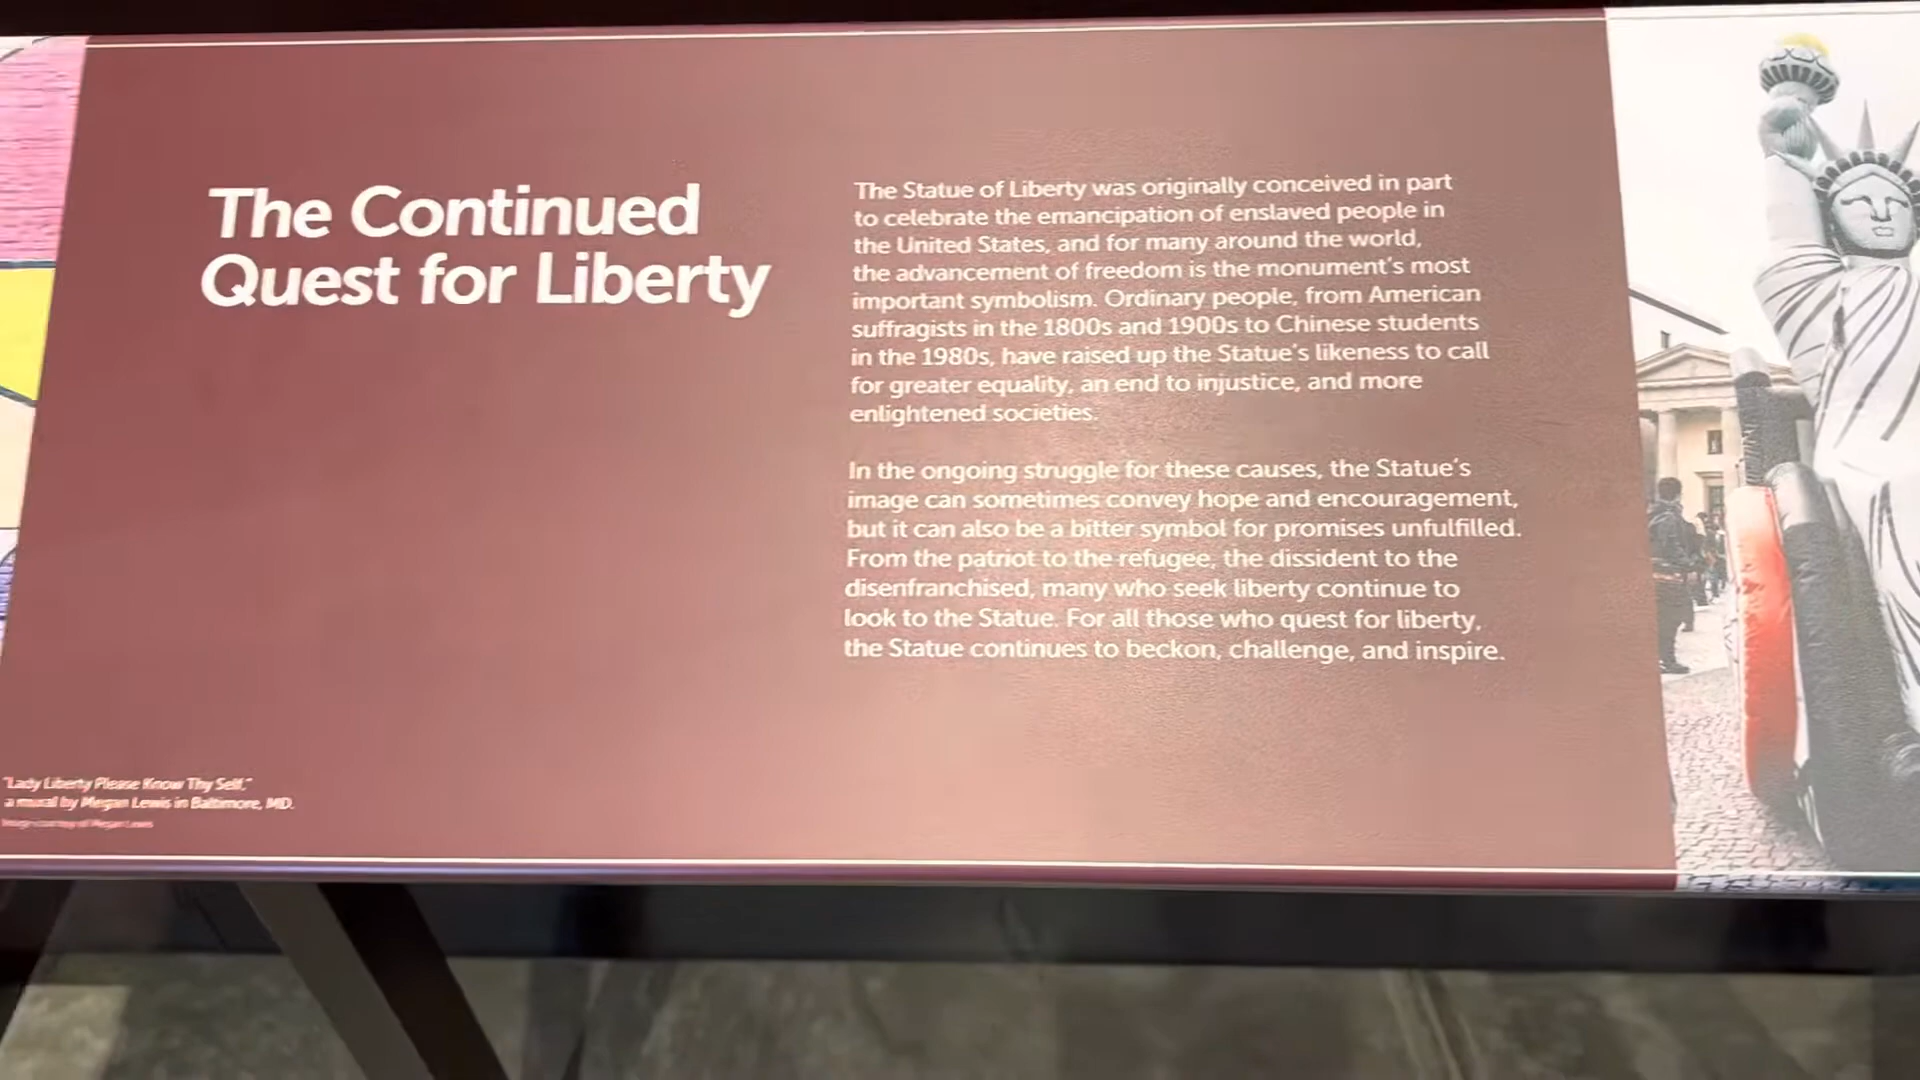 The Continued
Quest for Liberty
The Statue of Liberty was originally conceived in part
to celebrate the emancipation of enslaved people in
the United States, and for many around the world,
the advancement of freedom is the monument's most
important symbolism. Ordinary people, from American
suffragists in the 1800s and 1900s to Chinese students
in the 1980s, have raised up the Statue's likeness to call
for greater equality, an end to injustice, and more
enlightened societies.
In the ongoing struggle for these causes, the Statue's
image can sometimes convey hope and encouragement,
but it can also be a bitter symbol for promises unfulfilled.
From the patriot to the refugee, the dissident to the
disenfranchised, many who seek liberty continue to
look to the Statue. For all those who quest for liberty,
the Statue continues to beckon, challenge, and inspire.
"Lady Liberty Please Know Thy Self,"
a mural by Megan Lewis in Baltimore, MD.
Image courtesy of Megan Lewis